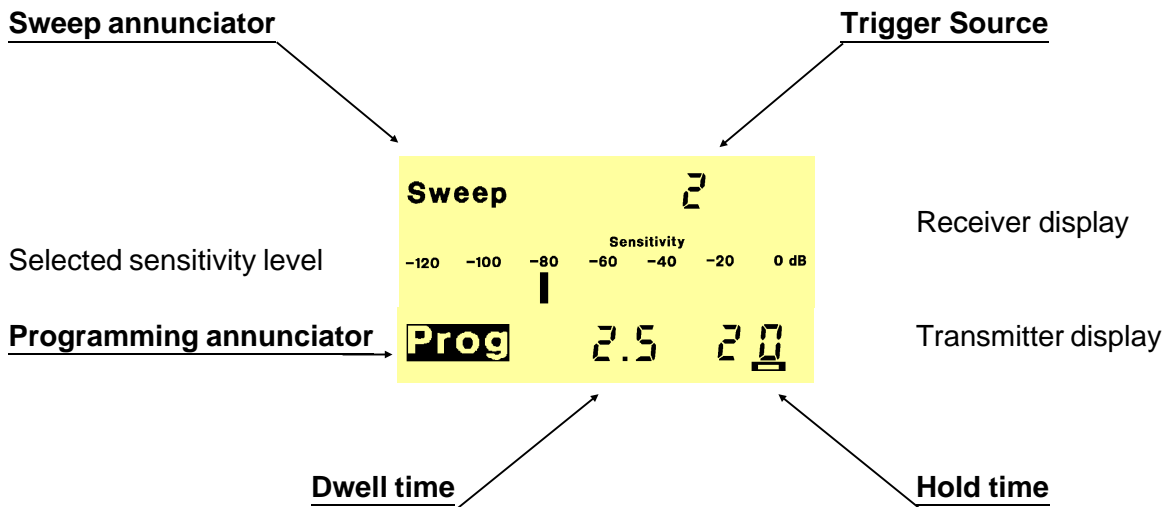 Sweep annunciator
Trigger Source
Sweep 2
Receiver display
Sensitivity
Selected sensitivity level
-120 -100 -80 -60 -40 -20 0 dB
Programming annunciator
Prog 2.5 20
Transmitter display
Dwell time
Hold time